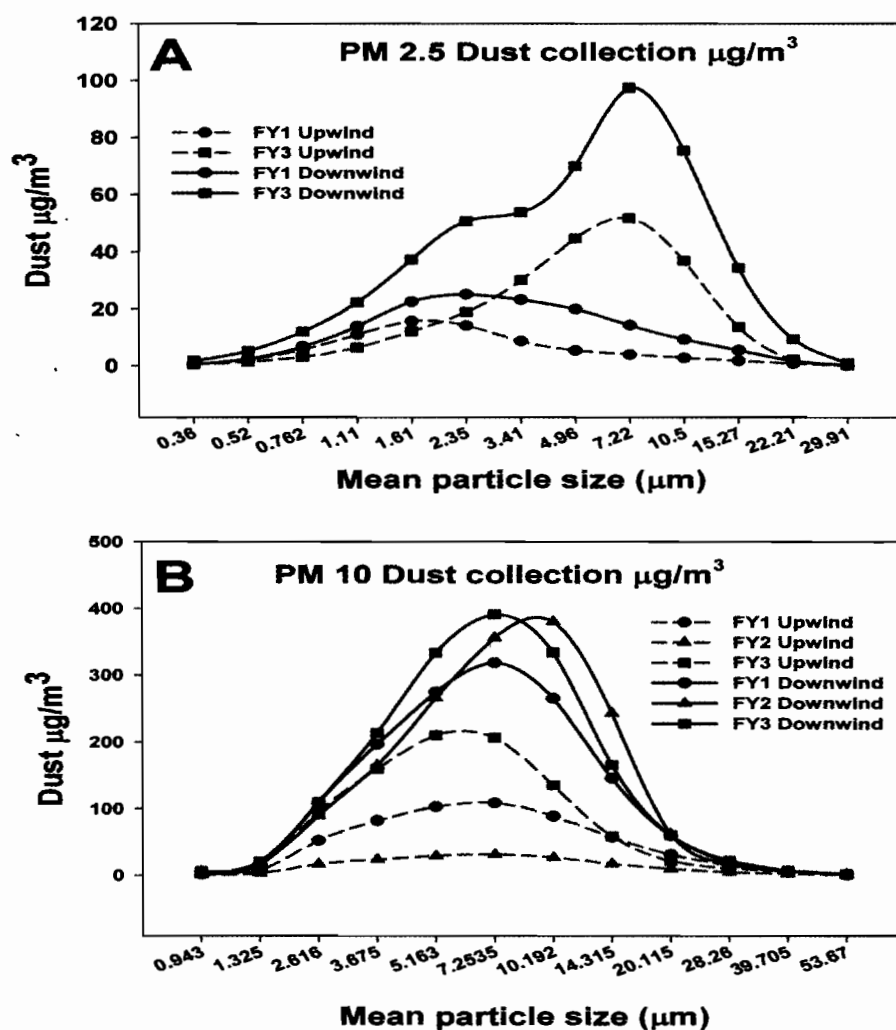 A PM 2.5 Dust collection μg/m³
120
100
80
60
40
20
0
Dust μg/m³
FY1 Upwind
FY3 Upwind
FY1 Downwind
FY3 Downwind
0.36 0.52 0.762 1.11 1.61 2.35 3.41 4.96 7.22 10.5 15.27 22.21 29.91
Mean particle size (μm)
B PM 10 Dust collection μg/m³
500
400
300
200
100
0
Dust μg/m³
FY1 Upwind
FY2 Upwind
FY3 Upwind
FY1 Downwind
FY2 Downwind
FY3 Downwind
0.943 1.325 2.616 3.675 5.163 7.2535 10.192 14.315 20.115 28.26 39.705 53.67
Mean particle size (μm)